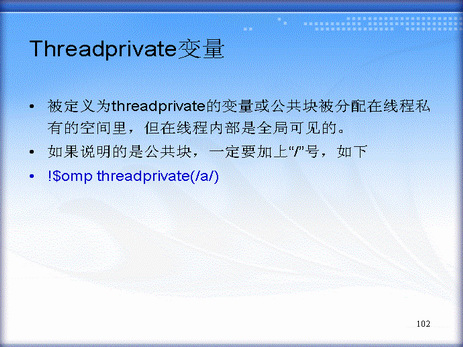 Threadprivate变量
• 被定义为threadprivate的变量或公共块被分配在线程私
有的空间里，但在线程内部是全局可见的。
• 如果说明的是公共块，一定要加上“/”号，如下
• !$omp threadprivate(/a/)
102